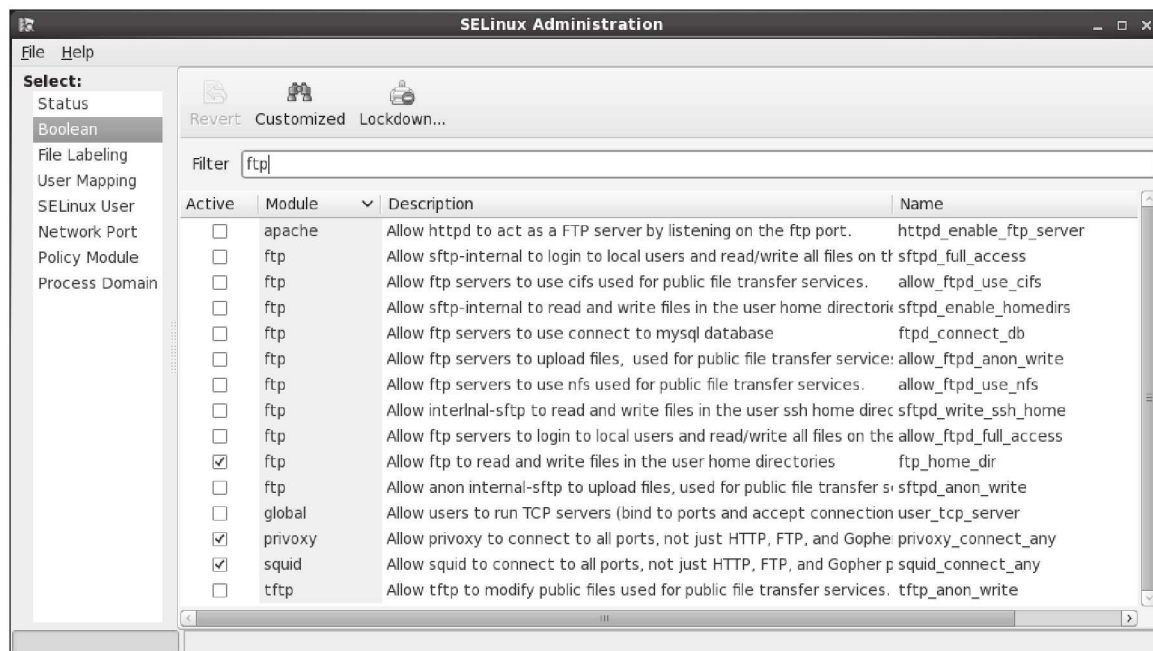 SELinux Administration
File Help
Select:
Status
Boolean
File Labeling
User Mapping
SELinux User
Network Port
Policy Module
Process Domain
Revert Customized Lockdown...
Filter ftp
Active Module Description Name
apache Allow httpd to act as a FTP server by listening on the ftp port. httpd_enable_ftp_server
ftp Allow sftp-internal to login to local users and read/write all files on th sftpd_full_access
ftp Allow ftp servers to use cifs used for public file transfer services. allow_ftpd_use_cifs
ftp Allow sftp-internal to read and write files in the user home directorie sftpd_enable_homedirs
ftp Allow ftp servers to use connect to mysql database ftpd_connect_db
ftp Allow ftp servers to upload files, used for public file transfer services allow_ftpd_anon_write
ftp Allow ftp servers to use nfs used for public file transfer services. allow_ftpd_use_nfs
ftp Allow interlnal-sftp to read and write files in the user ssh home direc sftpd_write_ssh_home
ftp Allow ftp servers to login to local users and read/write all files on the allow_ftpd_full_access
ftp Allow ftp to read and write files in the user home directories ftp_home_dir
ftp Allow anon internal-sftp to upload files, used for public file transfer s sftpd_anon_write
global Allow users to run TCP servers (bind to ports and accept connection user_tcp_server
privoxy Allow privoxy to connect to all ports, not just HTTP, FTP, and Gophe privoxy_connect_any
squid Allow squid to connect to all ports, not just HTTP, FTP, and Gopher p squid_connect_any
tftp Allow tftp to modify public files used for public file transfer services. tftp_anon_write